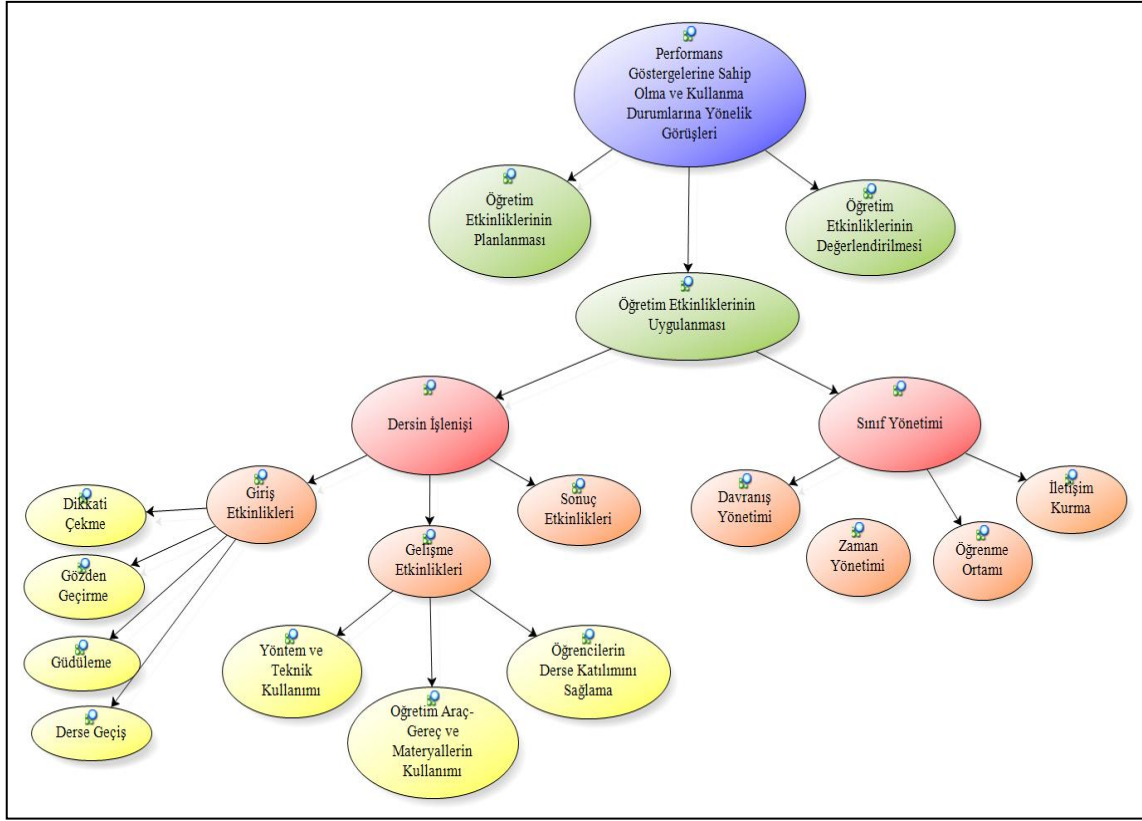 Performans
Göstergelerine Sahip
Olma ve Kullanma
Durumlarına Yönelik
Görüşleri
Öğretim
Etkinliklerinin
Planlanması
Öğretim
Etkinliklerinin
Değerlendirilmesi
Öğretim Etkinliklerinin
Uygulanması
Dersin İşlenişi
Sınıf Yönetimi
Giriş
Etkinlikleri
Sonuç
Etkinlikleri
Davranış
Yönetimi
İletişim
Kurma
Dikkati
Çekme
Gelişme
Etkinlikleri
Zaman
Yönetimi
Öğrenme
Ortamı
Gözden
Geçirme
Güdüleme
Derse Geçiş
Yöntem ve
Teknik
Kullanımı
Öğretim Araç-
Gereç ve
Materyallerin
Kullanımı
Öğrencilerin
Derse Katılımını
Sağlama